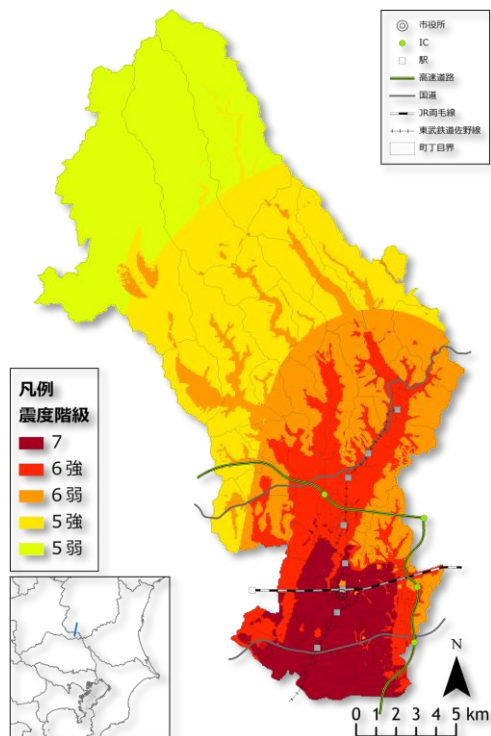 市役所
IC
駅
高速道路
国道
JR両毛線
東武鉄道佐野線
町丁目界
凡例
震度階級
7
6強
6弱
5強
5弱
N
0 1 2 3 4 5 km